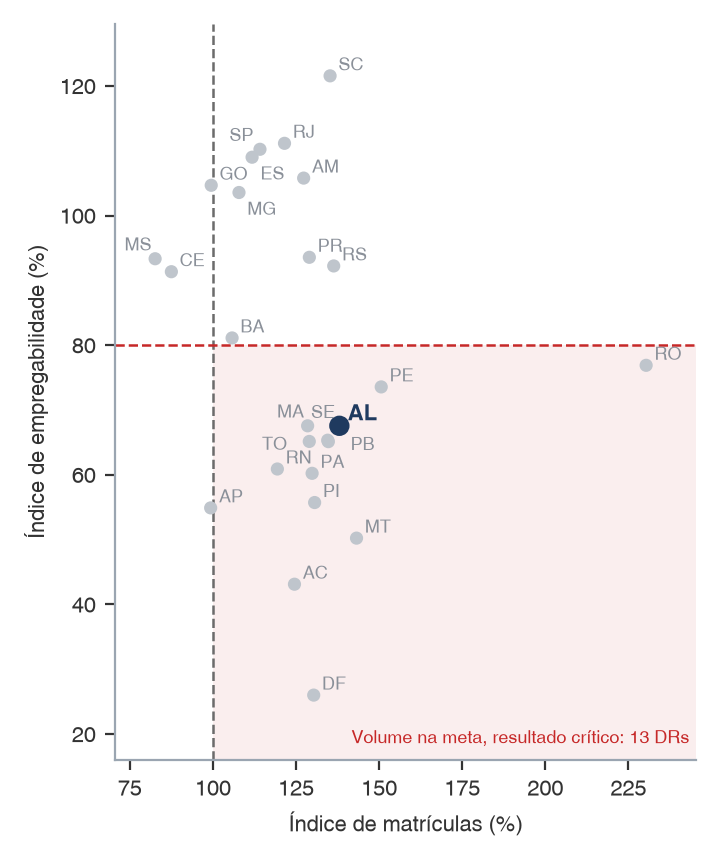 120
100
80
60
40
20
Índice de empregabilidade (%)
SC
SP
RJ
GO
ES
AM
MG
MS
CE
PR
RS
BA
RO
PE
MA
SE
AL
TO
PB
RN
PA
AP
PI
MT
AC
DF
Volume na meta, resultado crítico: 13 DRs
75
100
125
150
175
200
225
Índice de matrículas (%)